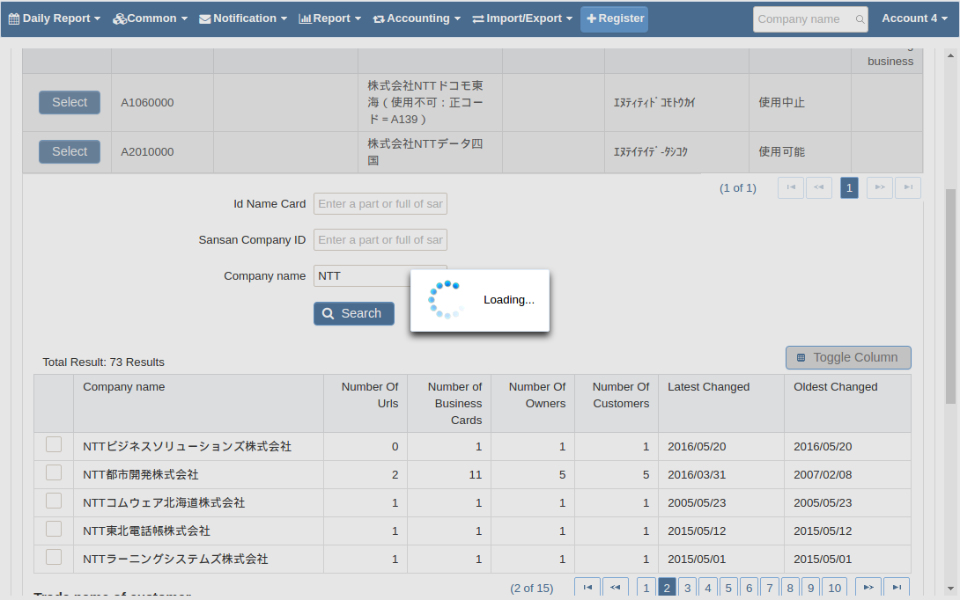 Daily Report Common Notification Report Accounting Import/Export Register Company name Account 4
business
Select A1060000 株式会社NTTドコモ東 ｴﾇﾃｨﾃｨﾄﾞｺﾓﾄｳｶｲ 使用中止
海（使用不可：正コー
ド＝A139）
Select A2010000 株式会社NTTデータ四 ｴﾇﾃｲﾃｲﾃﾞ-ﾀｼｺｸ 使用可能
国
(1 of 1) 1
Id Name Card Enter a part or full of sar
Sansan Company ID Enter a part or full of sar
Company name NTT
Loading...
Search
Total Result: 73 Results Toggle Column
Company name Number Of Number of Number Of Number Of Latest Changed Oldest Changed
Urls Business Owners Customers
Cards
NTTビジネスソリューションズ株式会社 0 1 1 1 2016/05/20 2016/05/20
NTT都市開発株式会社 2 11 5 5 2016/03/31 2007/02/08
NTTコムウェア北海道株式会社 1 1 1 1 2005/05/23 2005/05/23
NTT東北電話帳株式会社 1 1 1 1 2015/05/12 2015/05/12
NTTラーニングシステムズ株式会社 1 1 1 1 2015/05/01 2015/05/01
(2 of 15) 1 2 3 4 5 6 7 8 9 10
Trade name of customer